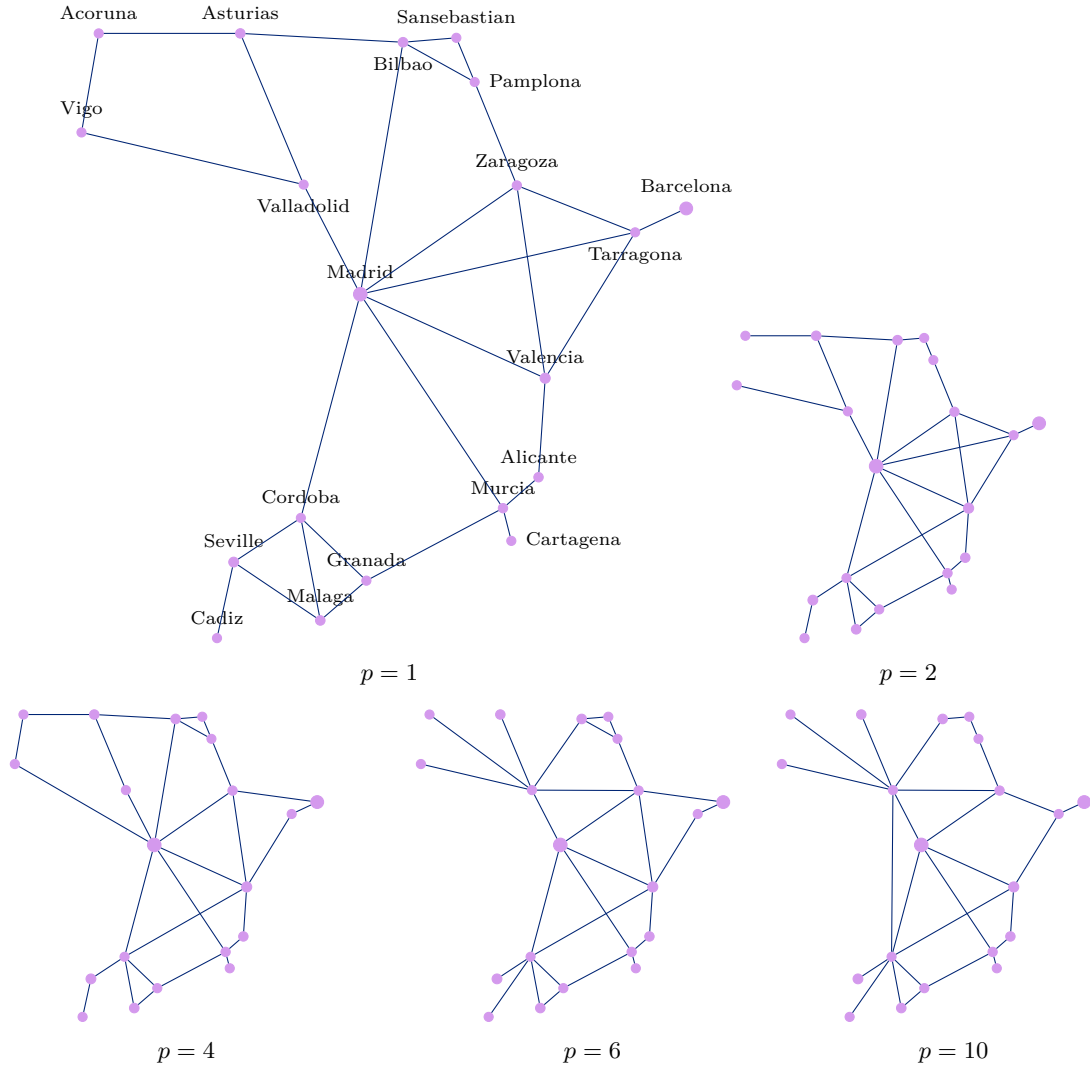 Acoruna
Asturias
Sansebastian
Bilbao
Pamplona
Vigo
Zaragoza
Barcelona
Valladolid
Tarragona
Madrid
Valencia
Alicante
Murcia
Cordoba
Cartagena
Seville
Granada
Malaga
Cadiz
p = 1
p = 2
p = 4
p = 6
p = 10